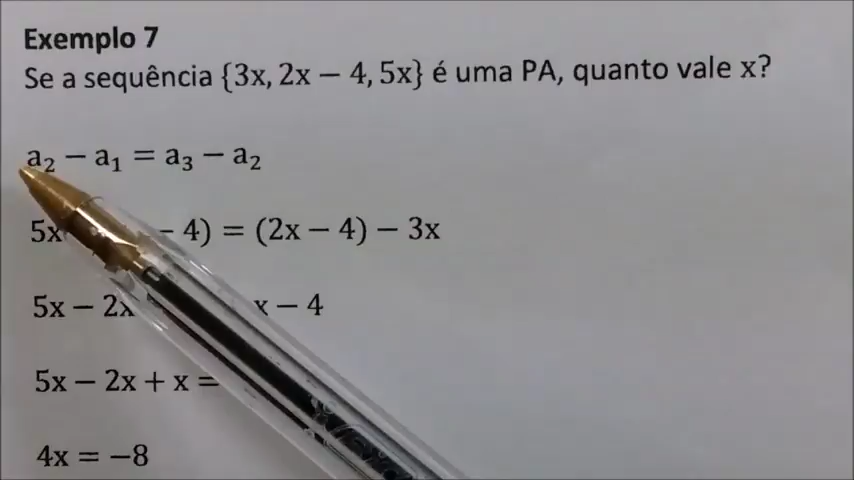 Exemplo 7
Se a sequência {3x, 2x − 4, 5x} é uma PA, quanto vale x?
a₂ − a₁ = a₃ − a₂
5x − 4) = (2x − 4) − 3x
5x − 2x x − 4
5x − 2x + x =
4x = −8